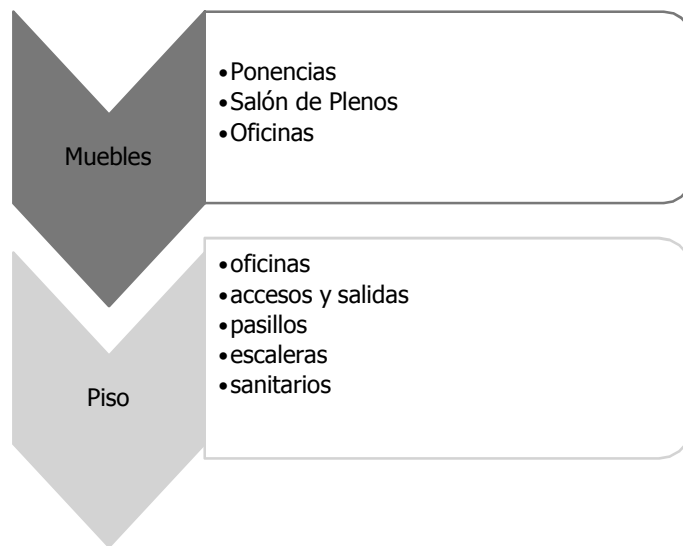 Muebles
•Ponencias
•Salón de Plenos
•Oficinas
Piso
•oficinas
•accesos y salidas
•pasillos
•escaleras
•sanitarios